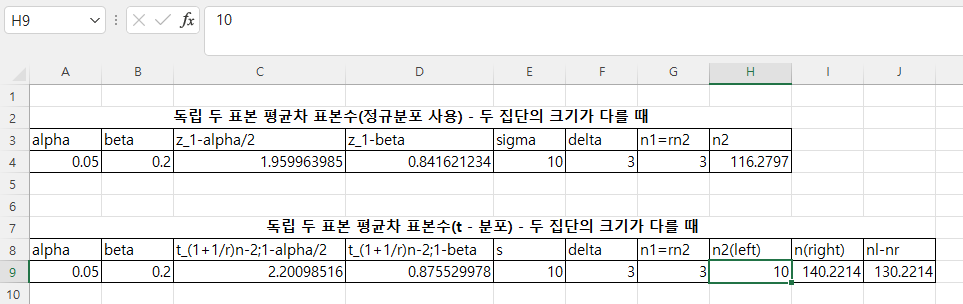 H9 fx 10
A B C D E F G H I J
1
2 독립 두 표본 평균차 표본수(정규분포 사용) - 두 집단의 크기가 다를 때
3 alpha beta z_1-alpha/2 z_1-beta sigma delta n1=rn2 n2
4 0.05 0.2 1.959963985 0.841621234 10 3 3 116.2797
5
6
7 독립 두 표본 평균차 표본수(t - 분포) - 두 집단의 크기가 다를 때
8 alpha beta t_(1+1/r)n-2;1-alpha/2 t_(1+1/r)n-2;1-beta s delta n1=rn2 n2(left) n(right) nl-nr
9 0.05 0.2 2.20098516 0.875529978 10 3 3 10 140.2214 130.2214
10